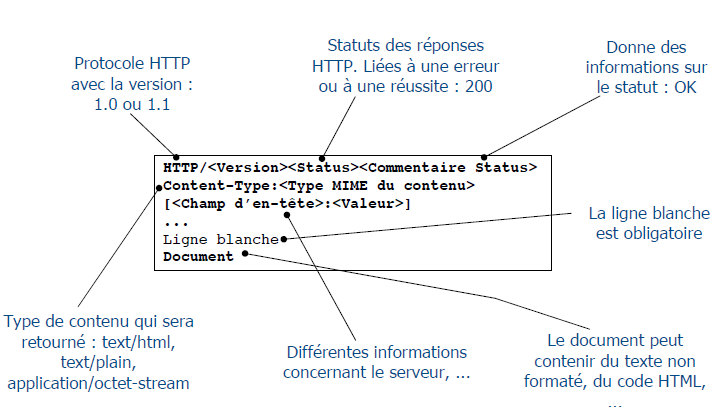 Protocole HTTP
avec la version :
1.0 ou 1.1
Statuts des réponses
HTTP. Liées à une erreur
ou à une réussite : 200
Donne des
informations sur
le statut : OK
HTTP/<Version><Status><Commentaire Status>
Content-Type:<Type MIME du contenu>
[<Champ d'en-tête>:<Valeur>]
...
Ligne blanche
Document
La ligne blanche
est obligatoire
Type de contenu qui sera
retourné : text/html,
text/plain,
application/octet-stream
Différentes informations
concernant le serveur, ...
Le document peut
contenir du texte non
formaté, du code HTML,
...